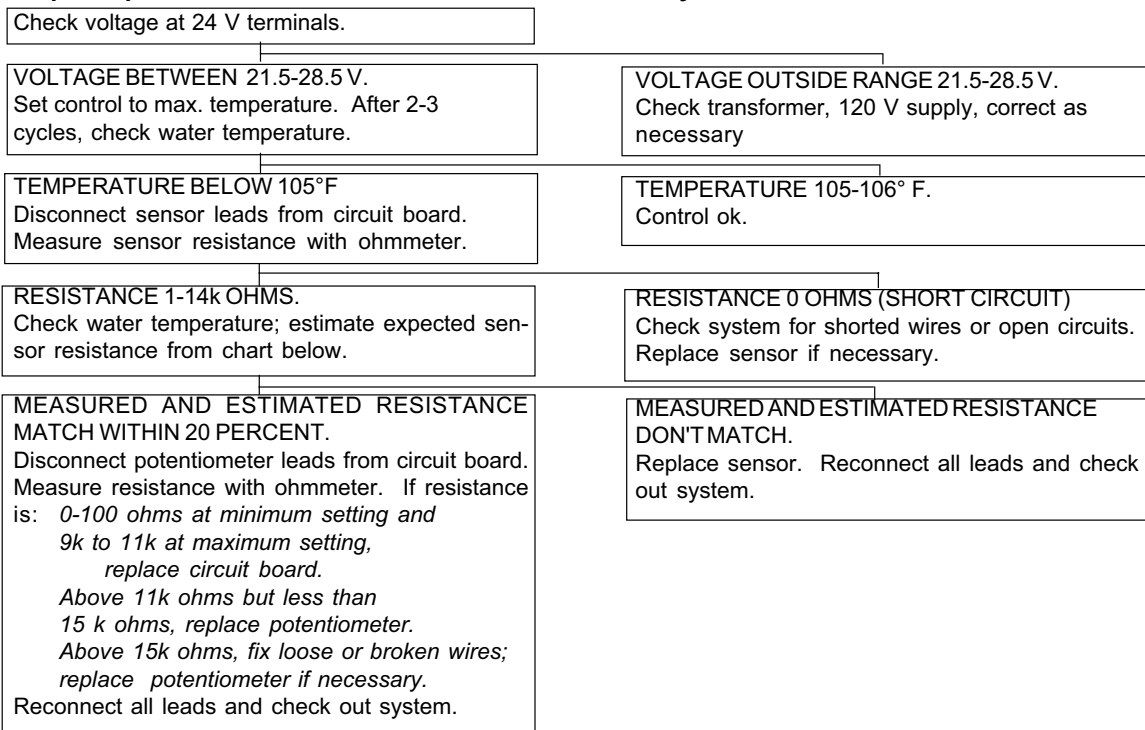 Check voltage at 24 V terminals.
VOLTAGE BETWEEN 21.5-28.5 V.
Set control to max. temperature. After 2-3
cycles, check water temperature.
VOLTAGE OUTSIDE RANGE 21.5-28.5 V.
Check transformer, 120 V supply, correct as
necessary
TEMPERATURE BELOW 105°F
Disconnect sensor leads from circuit board.
Measure sensor resistance with ohmmeter.
TEMPERATURE 105-106° F.
Control ok.
RESISTANCE 1-14k OHMS.
Check water temperature; estimate expected sen-
sor resistance from chart below.
RESISTANCE 0 OHMS (SHORT CIRCUIT)
Check system for shorted wires or open circuits.
Replace sensor if necessary.
MEASURED AND ESTIMATED RESISTANCE
MATCH WITHIN 20 PERCENT.
Disconnect potentiometer leads from circuit board.
Measure resistance with ohmmeter. If resistance
is: 0-100 ohms at minimum setting and
9k to 11k at maximum setting,
replace circuit board.
Above 11k ohms but less than
15 k ohms, replace potentiometer.
Above 15k ohms, fix loose or broken wires;
replace potentiometer if necessary.
Reconnect all leads and check out system.
MEASURED AND ESTIMATED RESISTANCE
DON'T MATCH.
Replace sensor. Reconnect all leads and check
out system.